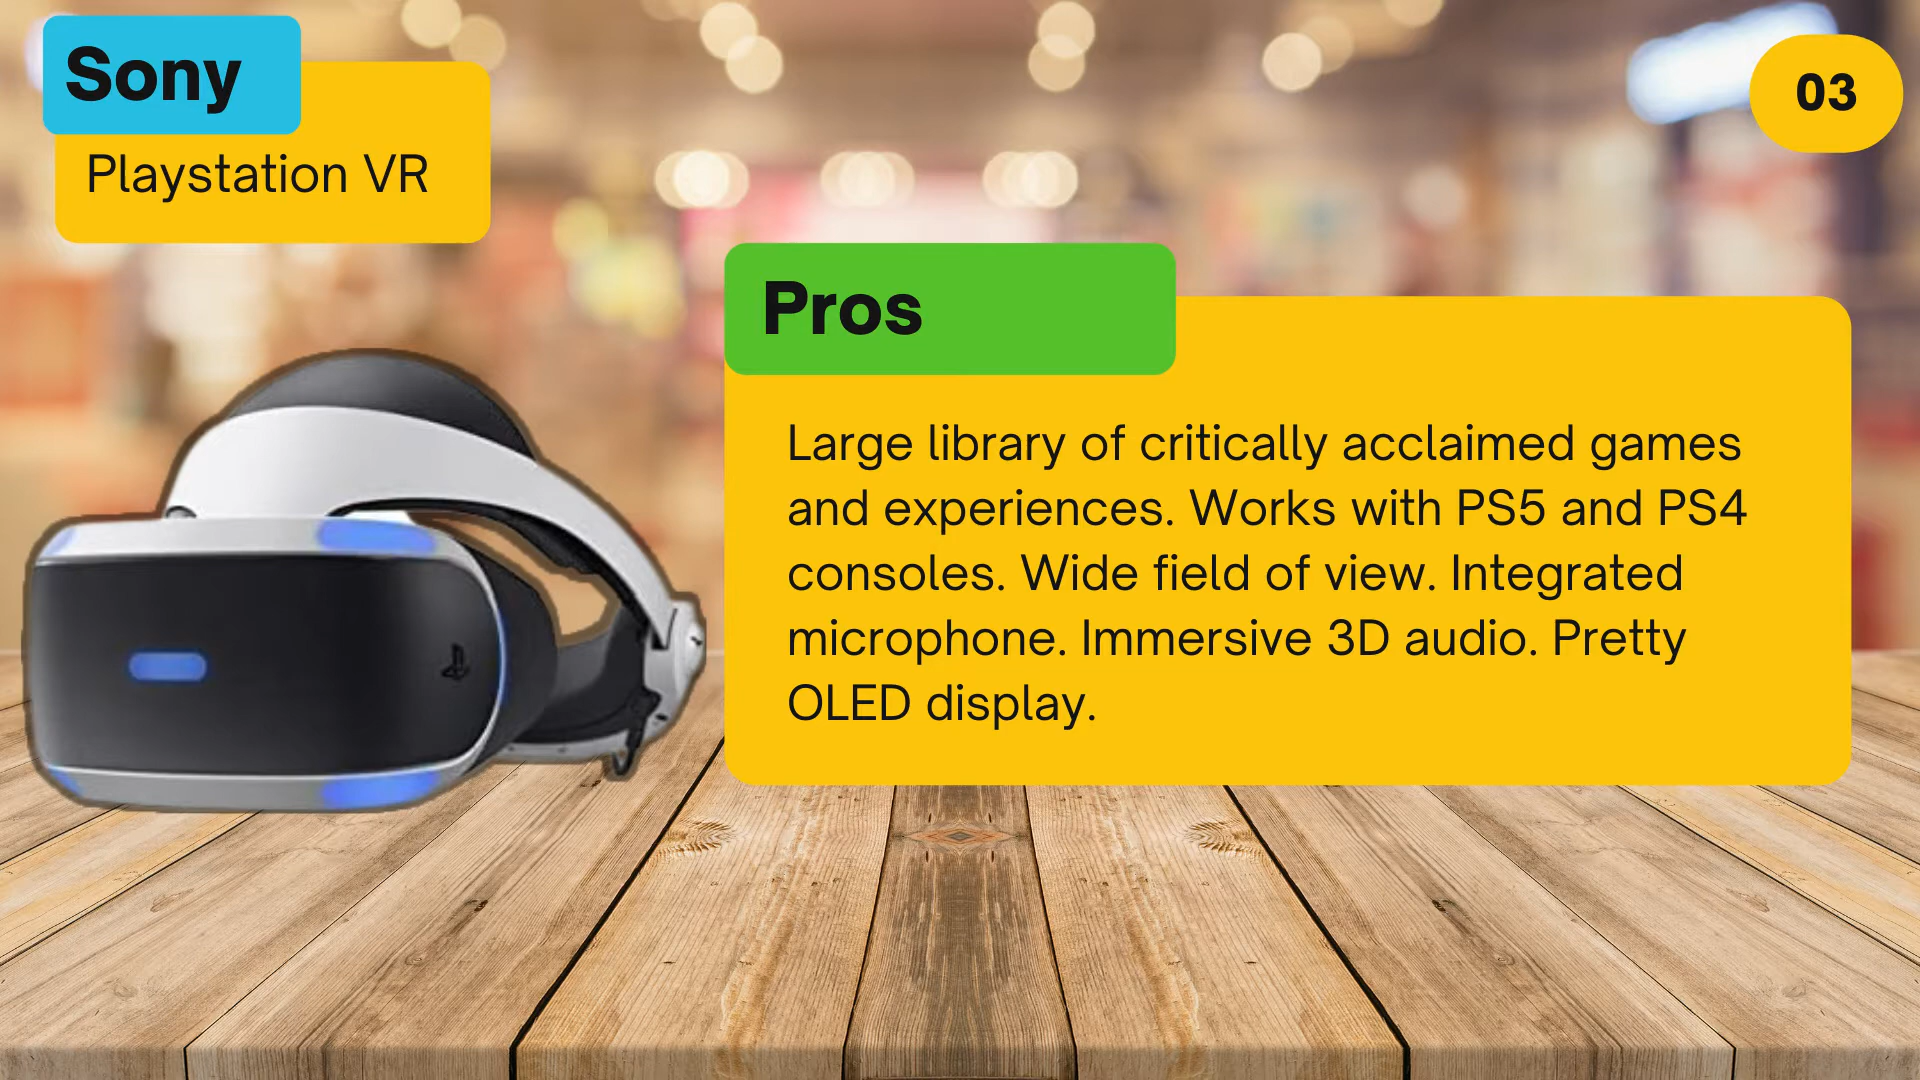 Sony
Playstation VR
03
Pros
Large library of critically acclaimed games
and experiences. Works with PS5 and PS4
consoles. Wide field of view. Integrated
microphone. Immersive 3D audio. Pretty
OLED display.